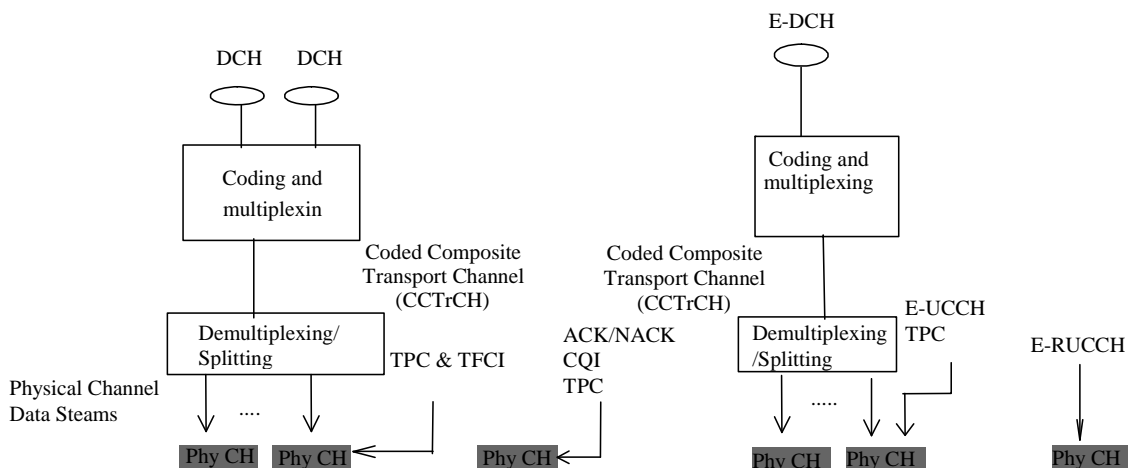 E-DCH
DCH
DCH
Coding and
multiplexin
Coding and
multiplexing
Coded Composite
Transport Channel
(CCTrCH)
Coded Composite
Transport Channel
(CCTrCH)
Demultiplexing/
Splitting
TPC & TFCI
ACK/NACK
CQI
TPC
Demultiplexing
/Splitting
E-UCCH
TPC
E-RUCCH
Physical Channel
Data Steams
....
.....
Phy CH
Phy CH
Phy CH
Phy CH
Phy CH
Phy CH